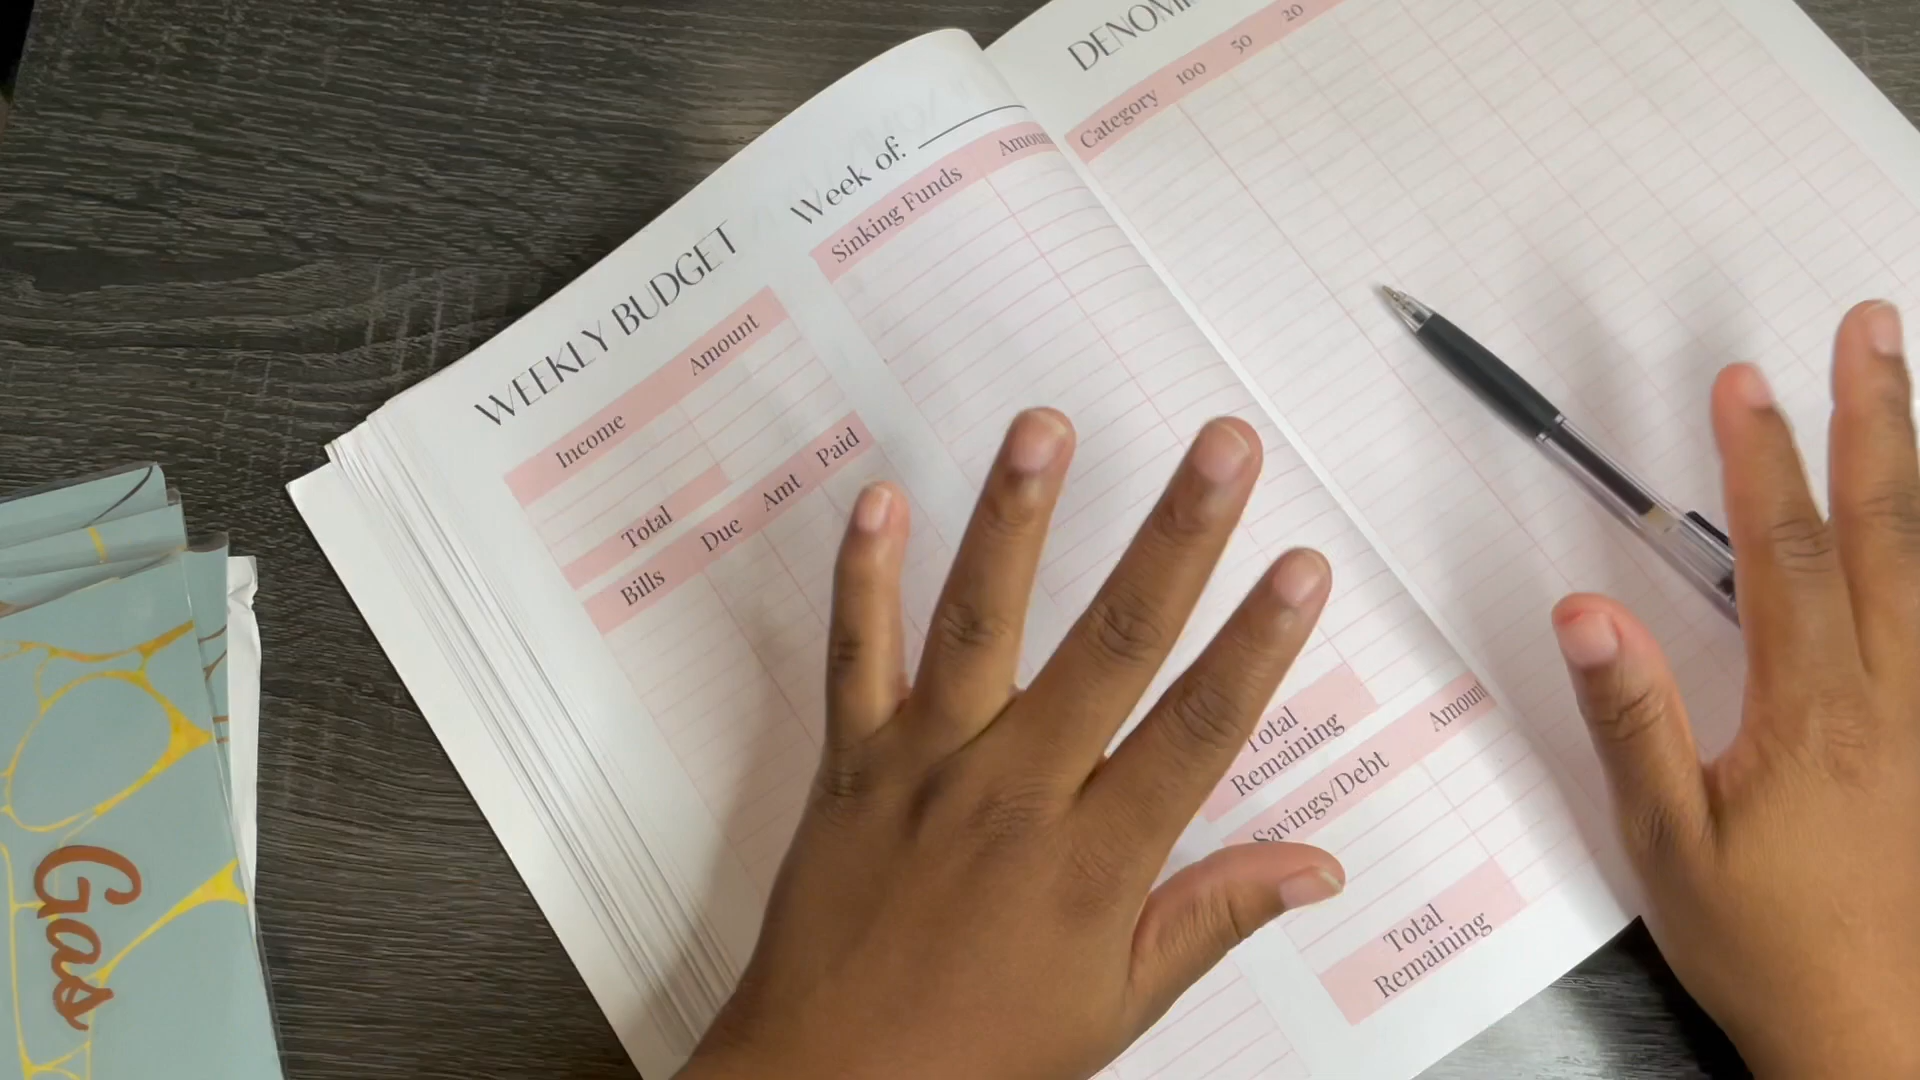 WEEKLY BUDGET
Week of:
Income Amount
Total
Bills Due Amt Paid
Sinking Funds
Total
Remaining
Savings/Debt
Total
Remaining
Category 100 50 20
Gas